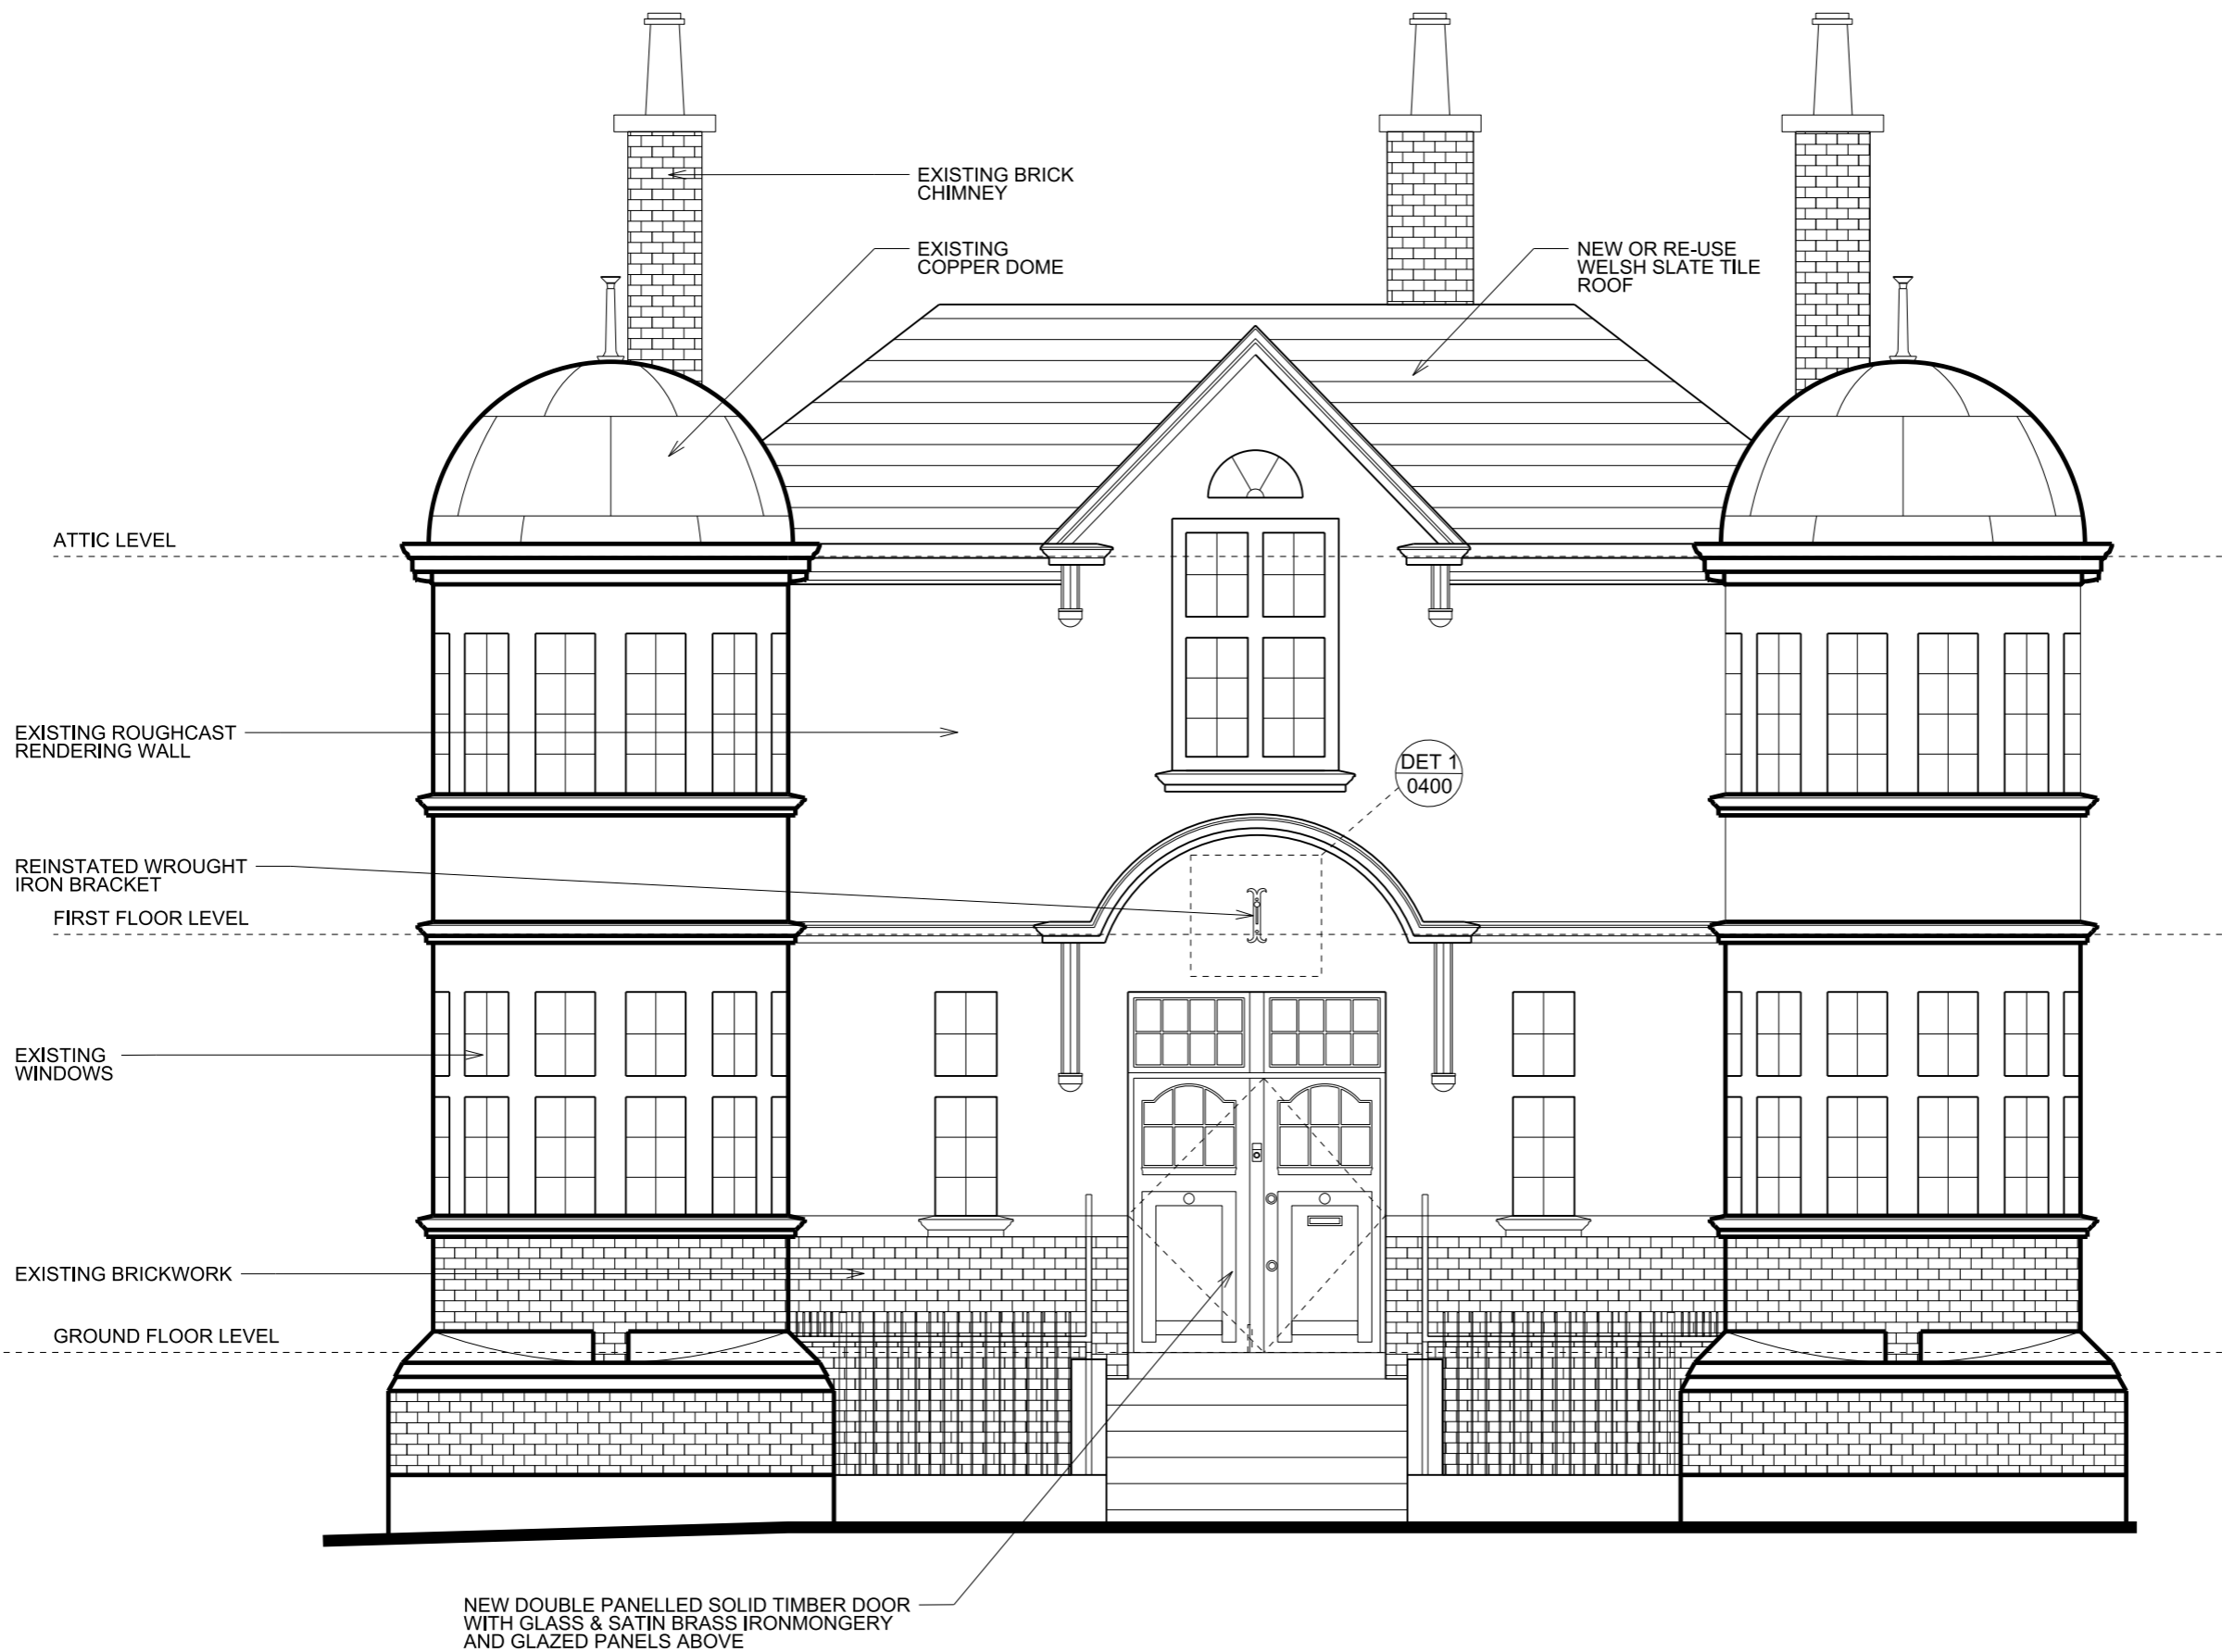 EXISTING BRICK
CHIMNEY
EXISTING
COPPER DOME
NEW OR RE-USE
WELSH SLATE TILE
ROOF
ATTIC LEVEL
EXISTING ROUGHCAST
RENDERING WALL
DET 1
0400
REINSTATED WROUGHT
IRON BRACKET
FIRST FLOOR LEVEL
EXISTING
WINDOWS
EXISTING BRICKWORK
GROUND FLOOR LEVEL
NEW DOUBLE PANELLED SOLID TIMBER DOOR
WITH GLASS & SATIN BRASS IRONMONGERY
AND GLAZED PANELS ABOVE